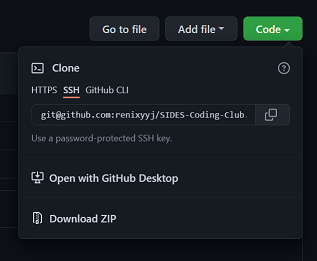 Go to file Add file Code
Clone
HTTPS SSH GitHub CLI
git@github.com:renixyyj/SIDES-Coding-Club
Use a password-protected SSH key.
Open with GitHub Desktop
Download ZIP